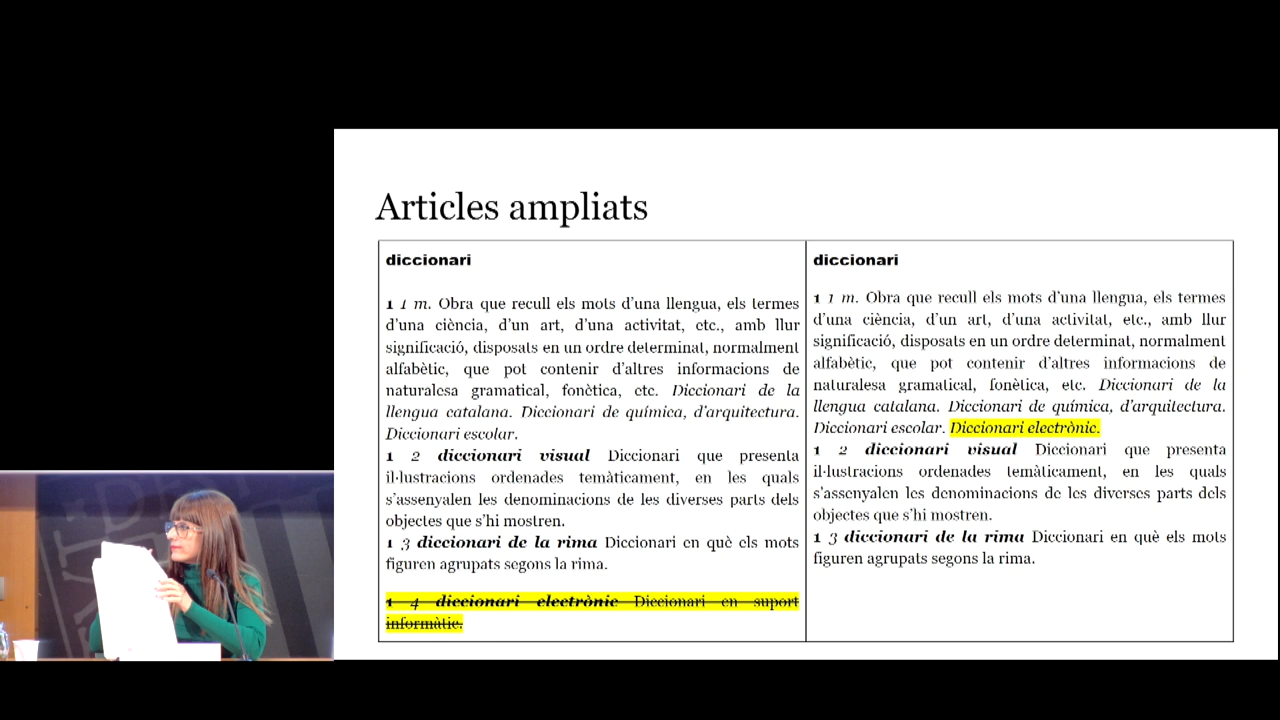 Articles ampliats
diccionari
1 1 m. Obra que recull els mots d’una llengua, els termes
d’una ciència, d’un art, d’una activitat, etc., amb llur
significació, disposats en un ordre determinat, normalment
alfabètic, que pot contenir d’altres informacions de
naturalesa gramatical, fonètica, etc. Diccionari de la
llengua catalana. Diccionari de química, d’arquitectura.
Diccionari escolar.
1 2 diccionari visual Diccionari que presenta
il·lustracions ordenades temàticament, en les quals
s’assenyalen les denominacions de les diverses parts dels
objectes que s’hi mostren.
1 3 diccionari de la rima Diccionari en què els mots
figuren agrupats segons la rima.
1 4 diccionari electrònic Diccionari en suport
informàtic.
diccionari
1 1 m. Obra que recull els mots d’una llengua, els termes
d’una ciència, d’un art, d’una activitat, etc., amb llur
significació, disposats en un ordre determinat, normalment
alfabètic, que pot contenir d’altres informacions de
naturalesa gramatical, fonètica, etc. Diccionari de la
llengua catalana. Diccionari de química, d’arquitectura.
Diccionari escolar. Diccionari electrònic.
1 2 diccionari visual Diccionari que presenta
il·lustracions ordenades temàticament, en les quals
s’assenyalen les denominacions de les diverses parts dels
objectes que s’hi mostren.
1 3 diccionari de la rima Diccionari en què els mots
figuren agrupats segons la rima.